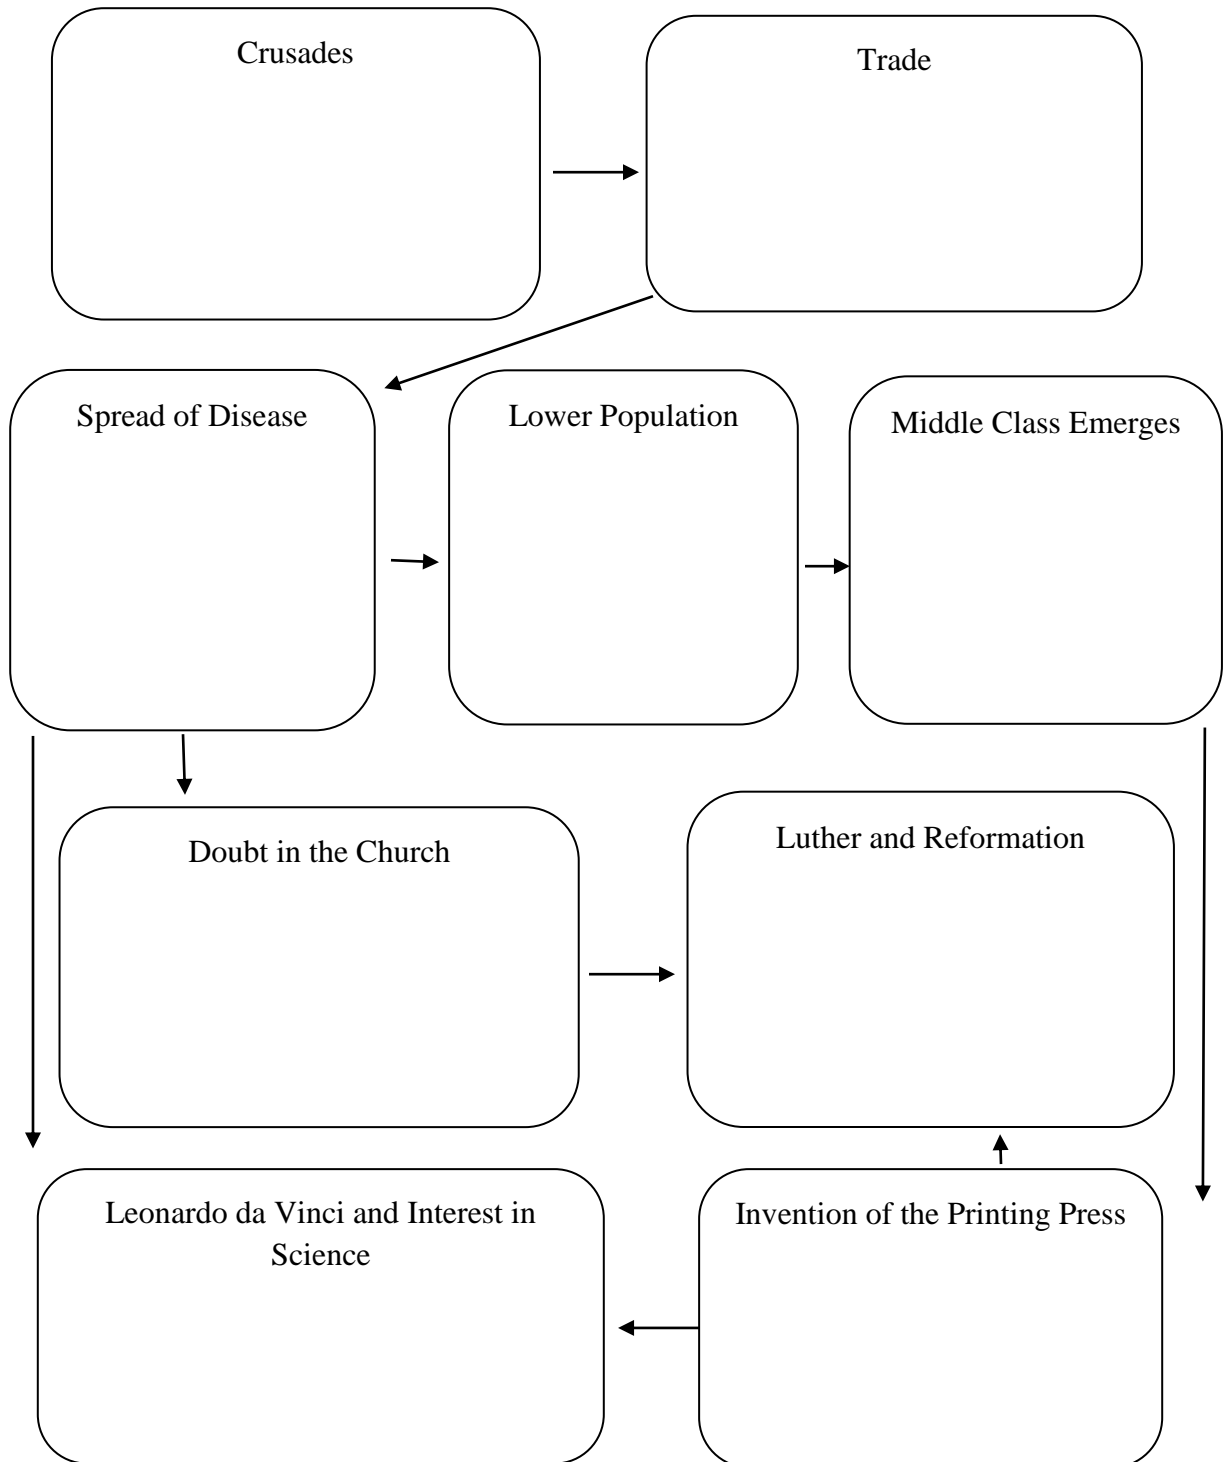 Crusades
Trade
Spread of Disease
Lower Population
Middle Class Emerges
Doubt in the Church
Luther and Reformation
Leonardo da Vinci and Interest in
Science
Invention of the Printing Press